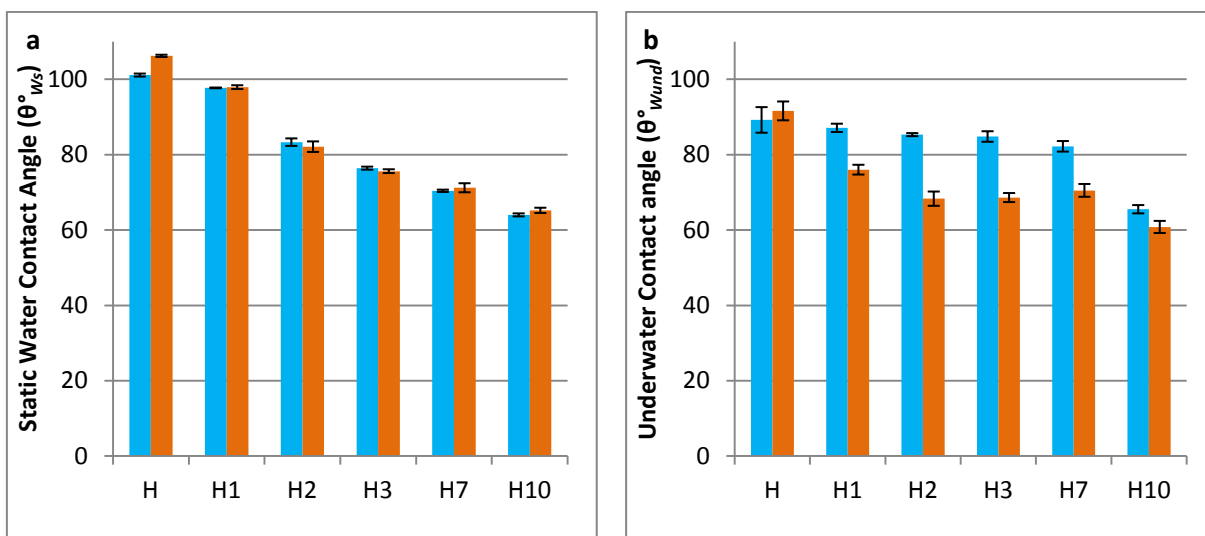 a
Static Water Contact Angle (θ°Ws)
100
80
60
40
20
0
H H1 H2 H3 H7 H10
b
Underwater Contact angle (θ°Wund)
100
80
60
40
20
0
H H1 H2 H3 H7 H10